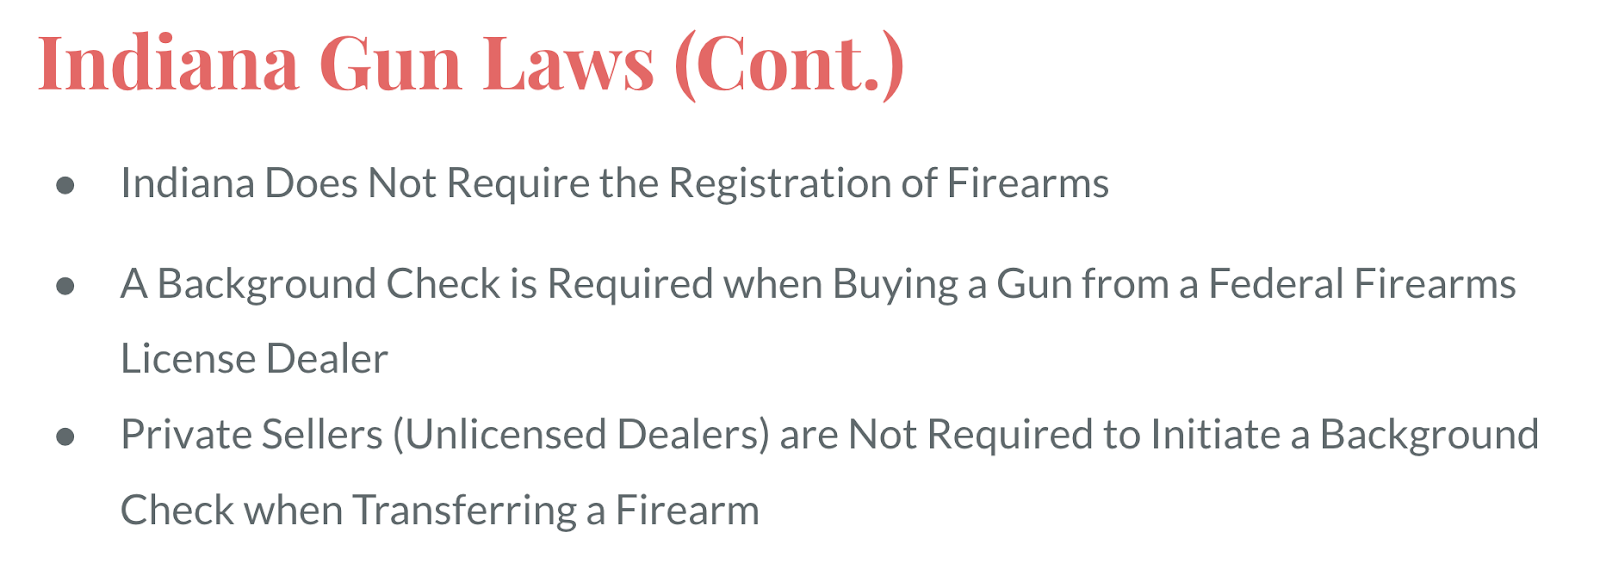 Indiana Gun Laws (Cont.)
● Indiana Does Not Require the Registration of Firearms
● A Background Check is Required when Buying a Gun from a Federal Firearms
License Dealer
● Private Sellers (Unlicensed Dealers) are Not Required to Initiate a Background
Check when Transferring a Firearm